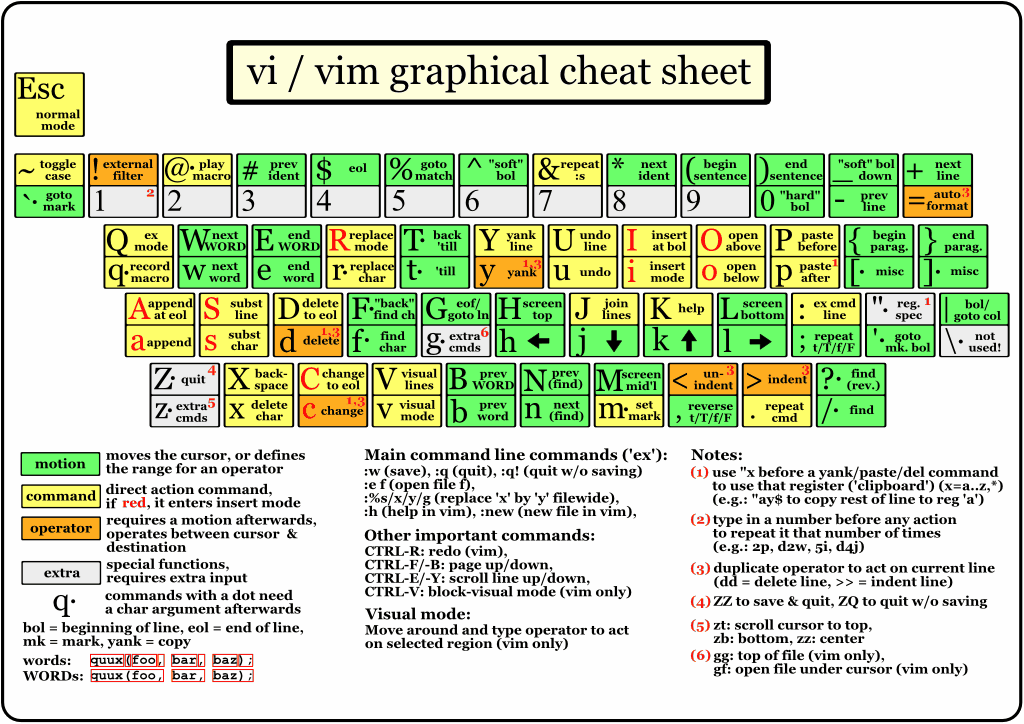 vi / vim graphical cheat sheet
Esc
normal
mode
~ toggle case
! external filter
@· play macro
# prev ident
$ eol
% goto match
^ "soft" bol
& repeat :s
* next ident
( begin sentence
) end sentence
_ "soft" bol down
+ next line
`· goto mark
1 2
2
3
4
5
6
7
8
9
0 "hard" bol
- prev line
= auto 3 format
Q ex mode
W next WORD
E end WORD
R replace mode
T· back 'till
Y yank line
U undo line
I insert at bol
O open above
P paste before
{ begin parag.
} end parag.
q· record macro
w next word
e end word
r· replace char
t· 'till
y yank 1,3
u undo
i insert mode
o open below
p paste 1 after
[· misc
]· misc
A append at eol
S subst line
D delete to eol
F· "back" find ch
G eof/ goto ln
H screen top
J join lines
K help
L screen bottom
: ex cmd line
"· reg. 1 spec
| bol/ goto col
a append
s subst char
d delete 1,3
f· find char
g· extra 6 cmds
h ←
j ↓
k ↑
l →
; repeat t/T/f/F
'· goto mk. bol
\· not used!
Z· quit 4
X back-space
C change to eol
V visual lines
B prev WORD
N prev (find)
M screen mid'l
< un- 3 indent
> indent 3
?· find (rev.)
z· extra 5 cmds
x delete char
c change 1,3
v visual mode
b prev word
n next (find)
m· set mark
, reverse t/T/f/F
. repeat cmd
/· find
motion
moves the cursor, or defines
the range for an operator
command
direct action command,
if red, it enters insert mode
operator
requires a motion afterwards,
operates between cursor &
destination
extra
special functions,
requires extra input
q·
commands with a dot need
a char argument afterwards
bol = beginning of line, eol = end of line,
mk = mark, yank = copy
words: quux(foo, bar, baz);
WORDs: quux(foo, bar, baz);
Main command line commands ('ex'):
:w (save), :q (quit), :q! (quit w/o saving)
:e f (open file f),
:%s/x/y/g (replace 'x' by 'y' filewide),
:h (help in vim), :new (new file in vim),
Other important commands:
CTRL-R: redo (vim),
CTRL-F/-B: page up/down,
CTRL-E/-Y: scroll line up/down,
CTRL-V: block-visual mode (vim only)
Visual mode:
Move around and type operator to act
on selected region (vim only)
Notes:
(1) use "x before a yank/paste/del command
to use that register ('clipboard') (x=a..z,*)
(e.g.: "ay$ to copy rest of line to reg 'a')
(2) type in a number before any action
to repeat it that number of times
(e.g.: 2p, d2w, 5i, d4j)
(3) duplicate operator to act on current line
(dd = delete line, >> = indent line)
(4) ZZ to save & quit, ZQ to quit w/o saving
(5) zt: scroll cursor to top,
zb: bottom, zz: center
(6) gg: top of file (vim only),
gf: open file under cursor (vim only)